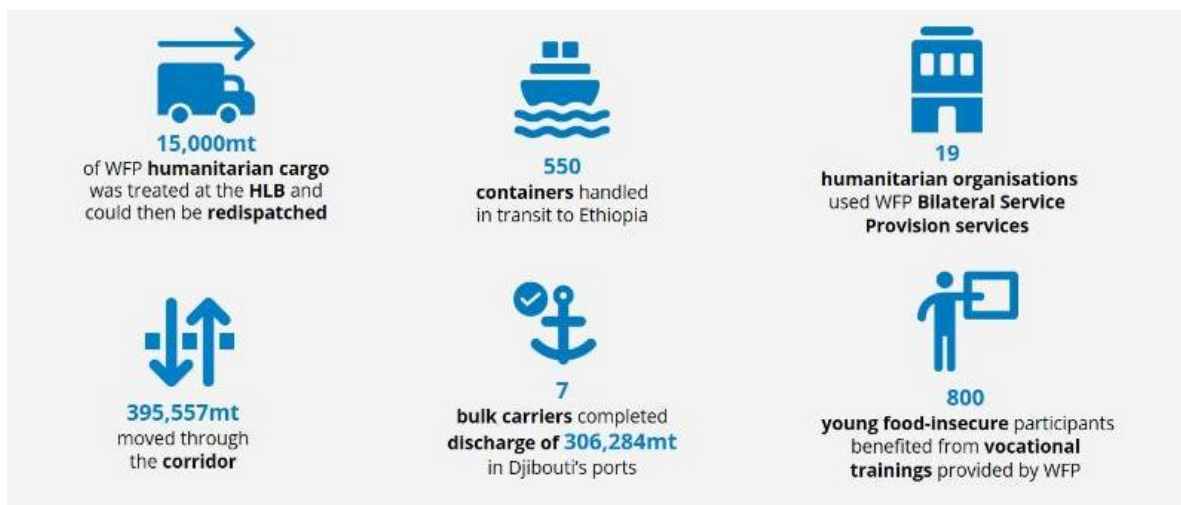 15,000mt
of WFP humanitarian cargo
was treated at the HLB and
could then be redispatched
550
containers handled
in transit to Ethiopia
19
humanitarian organisations
used WFP Bilateral Service
Provision services
395,557mt
moved through
the corridor
7
bulk carriers completed
discharge of 306,284mt
in Djibouti's ports
800
young food-insecure participants
benefited from vocational
trainings provided by WFP